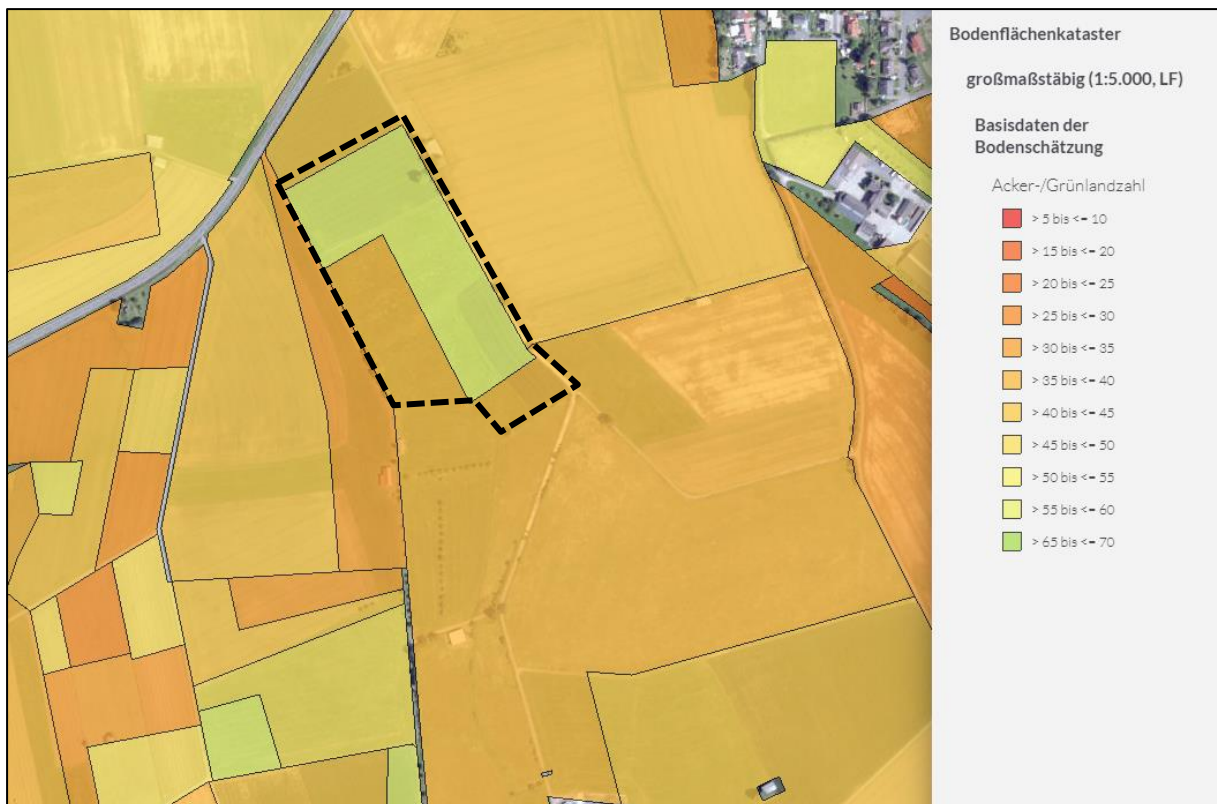 Bodenflächenkataster
großmaßstäbig (1:5.000, LF)
Basisdaten der
Bodenschätzung
Acker-/Grünlandzahl
> 5 bis <= 10
> 15 bis <= 20
> 20 bis <= 25
> 25 bis <= 30
> 30 bis <= 35
> 35 bis <= 40
> 40 bis <= 45
> 45 bis <= 50
> 50 bis <= 55
> 55 bis <= 60
> 65 bis <= 70